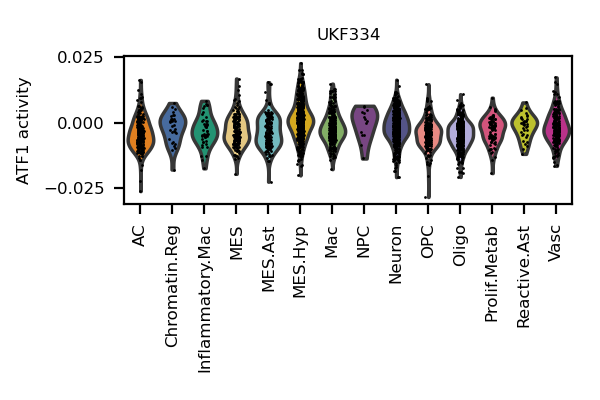 UKF334
ATF1 activity
0.025
0.000
−0.025
AC
Chromatin.Reg
Inflammatory.Mac
MES
MES.Ast
MES.Hyp
Mac
NPC
Neuron
OPC
Oligo
Prolif.Metab
Reactive.Ast
Vasc